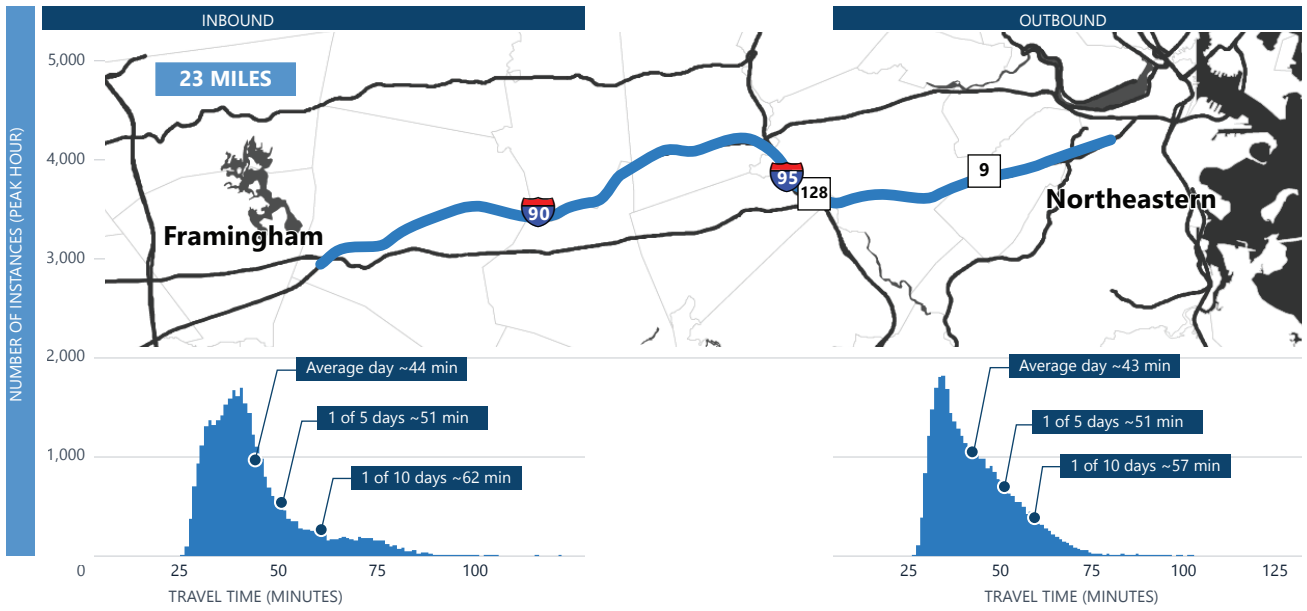 INBOUND
OUTBOUND
NUMBER OF INSTANCES (PEAK HOUR)
5,000
4,000
3,000
2,000
1,000
0
23 MILES
Framingham
90
95
128
9
Northeastern
Average day ~44 min
1 of 5 days ~51 min
1 of 10 days ~62 min
25
50
75
100
TRAVEL TIME (MINUTES)
Average day ~43 min
1 of 5 days ~51 min
1 of 10 days ~57 min
25
50
75
100
125
TRAVEL TIME (MINUTES)